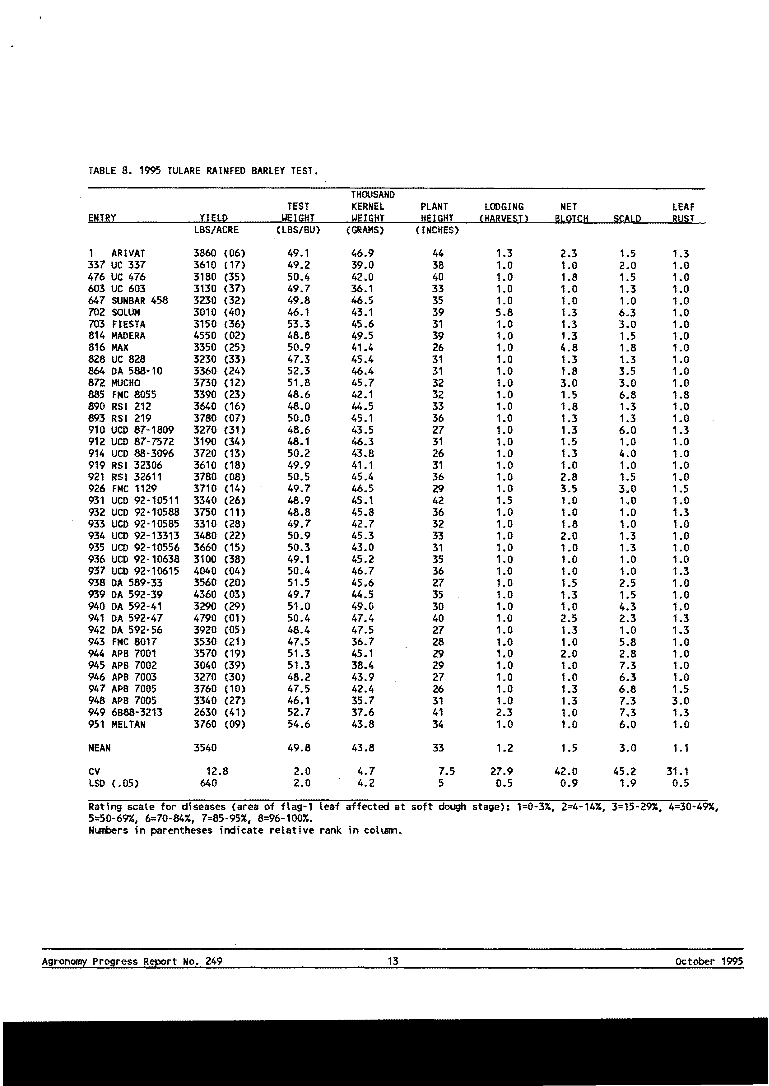 TABLE 8. 1995 TULARE RAINFED BARLEY TEST.
THOUSAND
TEST KERNEL PLANT LODGING NET LEAF
ENTRY YIELD WEIGHT WEIGHT HEIGHT (HARVEST) BLOTCH SCALD RUST
LBS/ACRE (LBS/BU) (GRAMS) (INCHES)
1 ARIVAT 3860 (06) 49.1 46.9 44 1.3 2.3 1.5 1.3
337 UC 337 3610 (17) 49.2 39.0 38 1.0 1.0 2.0 1.0
476 UC 476 3180 (35) 50.4 42.0 40 1.0 1.8 1.5 1.0
603 UC 603 3130 (37) 49.7 36.1 33 1.0 1.0 1.3 1.0
647 SUNBAR 458 3230 (32) 49.8 46.5 35 1.0 1.0 1.0 1.0
702 SOLUM 3010 (40) 46.1 43.1 39 5.8 1.3 6.3 1.0
703 FIESTA 3150 (36) 53.3 45.6 31 1.0 1.3 3.0 1.0
814 MADERA 4550 (02) 48.8 49.5 39 1.0 1.3 1.5 1.0
816 MAX 3350 (25) 50.9 41.4 26 1.0 4.8 1.8 1.0
828 UC 828 3230 (33) 47.3 45.4 31 1.0 1.3 1.3 1.0
864 DA 588-10 3360 (24) 52.3 46.4 31 1.0 1.8 3.5 1.0
872 MUCHO 3730 (12) 51.8 45.7 32 1.0 3.0 3.0 1.0
885 FMC 8055 3390 (23) 48.6 42.1 32 1.0 1.5 6.8 1.8
890 RSI 212 3640 (16) 48.0 44.5 33 1.0 1.8 1.3 1.0
893 RSI 219 3780 (07) 50.0 45.1 36 1.0 1.3 1.3 1.0
910 UCD 87-1809 3270 (31) 48.6 43.5 27 1.0 1.3 6.0 1.3
912 UCD 87-7572 3190 (34) 48.1 46.3 31 1.0 1.5 1.0 1.0
914 UCD 88-3096 3720 (13) 50.2 43.8 26 1.0 1.3 4.0 1.0
919 RSI 32306 3610 (18) 49.9 41.1 31 1.0 1.0 1.0 1.0
921 RSI 32611 3780 (08) 50.5 45.4 36 1.0 2.8 1.5 1.0
926 FMC 1129 3710 (14) 49.7 46.5 29 1.0 3.5 3.0 1.5
931 UCD 92-10511 3340 (26) 48.9 45.1 42 1.5 1.0 1.0 1.0
932 UCD 92-10588 3750 (11) 48.8 45.8 36 1.0 1.0 1.0 1.3
933 UCD 92-10585 3310 (28) 49.7 42.7 32 1.0 1.8 1.0 1.0
934 UCD 92-13313 3480 (22) 50.9 45.3 33 1.0 2.0 1.3 1.0
935 UCD 92-10556 3660 (15) 50.3 43.0 31 1.0 1.0 1.3 1.0
936 UCD 92-10638 3100 (38) 49.1 45.2 35 1.0 1.0 1.0 1.0
937 UCD 92-10615 4040 (04) 50.4 46.7 36 1.0 1.0 1.0 1.3
938 DA 589-33 3560 (20) 51.5 45.6 27 1.0 1.5 2.5 1.0
939 DA 592-39 4360 (03) 49.7 44.5 35 1.0 1.3 1.5 1.0
940 DA 592-41 3290 (29) 51.0 49.0 30 1.0 1.0 4.3 1.0
941 DA 592-47 4790 (01) 50.4 47.4 40 1.0 2.5 2.3 1.3
942 DA 592-56 3920 (05) 48.4 47.5 27 1.0 1.3 1.0 1.3
943 FMC 8017 3530 (21) 47.5 36.7 28 1.0 1.0 5.8 1.0
944 APB 7001 3570 (19) 51.3 45.1 29 1.0 2.0 2.8 1.0
945 APB 7002 3040 (39) 51.3 38.4 29 1.0 1.0 7.3 1.0
946 APB 7003 3270 (30) 48.2 43.9 27 1.0 1.0 6.3 1.0
947 APB 7005 3760 (10) 47.5 42.4 26 1.0 1.3 6.8 1.5
948 APB 7005 3340 (27) 46.1 35.7 31 1.0 1.3 7.3 3.0
949 6B88-3213 2630 (41) 52.7 37.6 41 2.3 1.0 7.3 1.3
951 MELTAN 3760 (09) 54.6 43.8 34 1.0 1.0 6.0 1.0
MEAN 3540 49.8 43.8 33 1.2 1.5 3.0 1.1
CV 12.8 2.0 4.7 7.5 27.9 42.0 45.2 31.1
LSD (.05) 640 2.0 4.2 5 0.5 0.9 1.9 0.5
Rating scale for diseases (area of flag-1 leaf affected at soft dough stage): 1=0-3%, 2=4-14%, 3=15-29%, 4=30-49%,
5=50-69%, 6=70-84%, 7=85-95%, 8=96-100%.
Numbers in parentheses indicate relative rank in column.
Agronomy Progress Report No. 249 13 October 1995